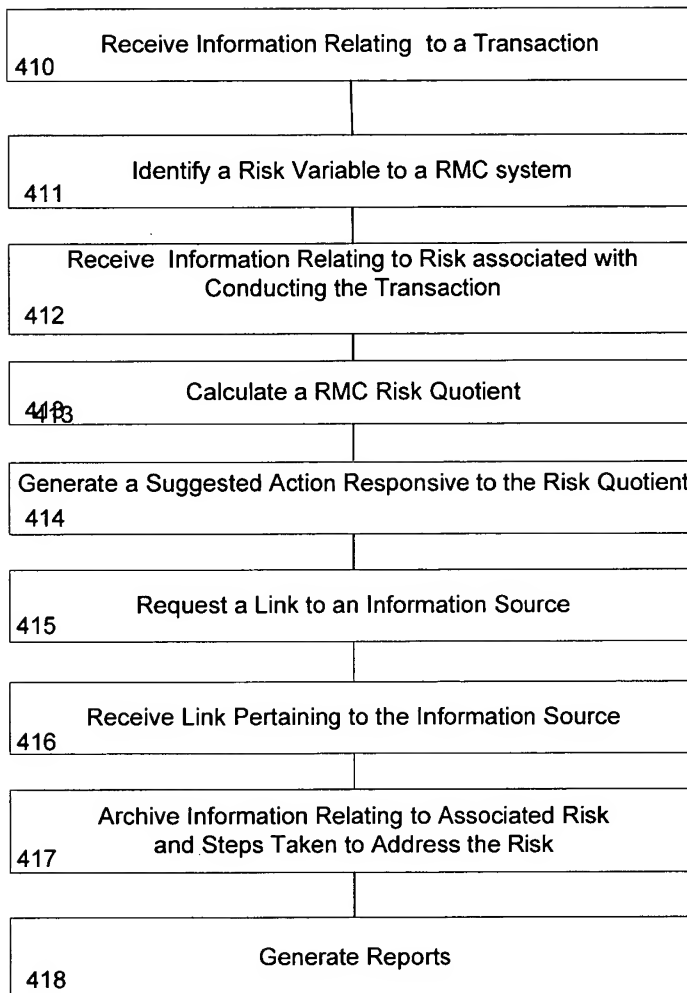 Receive Information Relating to a Transaction
410
Identify a Risk Variable to a RMC system
411
Receive Information Relating to Risk associated with
Conducting the Transaction
412
Calculate a RMC Risk Quotient
413
Generate a Suggested Action Responsive to the Risk Quotient
414
Request a Link to an Information Source
415
Receive Link Pertaining to the Information Source
416
Archive Information Relating to Associated Risk
and Steps Taken to Address the Risk
417
Generate Reports
418